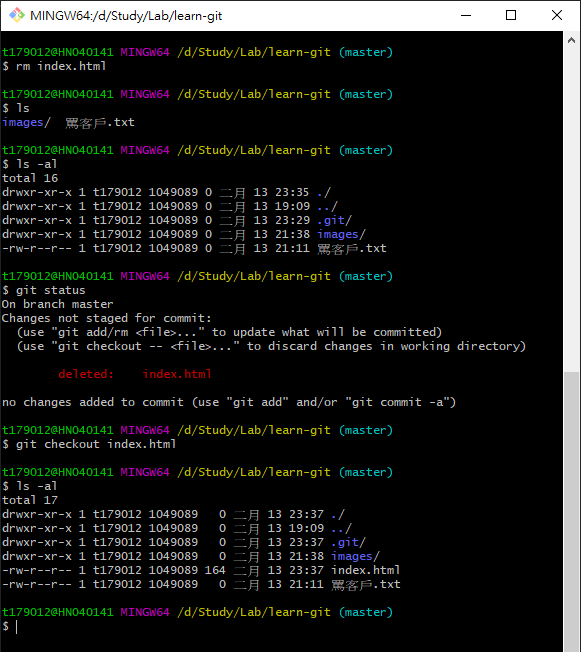 MINGW64:/d/Study/Lab/learn-git
t179012@HN040141 MINGW64 /d/Study/Lab/learn-git (master)
$ rm index.html
t179012@HN040141 MINGW64 /d/Study/Lab/learn-git (master)
$ ls
images/  罵客戶.txt
t179012@HN040141 MINGW64 /d/Study/Lab/learn-git (master)
$ ls -al
total 16
drwxr-xr-x 1 t179012 1049089 0 二月 13 23:35 ./
drwxr-xr-x 1 t179012 1049089 0 二月 13 19:09 ../
drwxr-xr-x 1 t179012 1049089 0 二月 13 23:29 .git/
drwxr-xr-x 1 t179012 1049089 0 二月 13 21:38 images/
-rw-r--r-- 1 t179012 1049089 0 二月 13 21:11 罵客戶.txt
t179012@HN040141 MINGW64 /d/Study/Lab/learn-git (master)
$ git status
On branch master
Changes not staged for commit:
  (use "git add/rm <file>..." to update what will be committed)
  (use "git checkout -- <file>..." to discard changes in working directory)
        deleted:    index.html
no changes added to commit (use "git add" and/or "git commit -a")
t179012@HN040141 MINGW64 /d/Study/Lab/learn-git (master)
$ git checkout index.html
t179012@HN040141 MINGW64 /d/Study/Lab/learn-git (master)
$ ls -al
total 17
drwxr-xr-x 1 t179012 1049089   0 二月 13 23:37 ./
drwxr-xr-x 1 t179012 1049089   0 二月 13 19:09 ../
drwxr-xr-x 1 t179012 1049089   0 二月 13 23:37 .git/
drwxr-xr-x 1 t179012 1049089   0 二月 13 21:38 images/
-rw-r--r-- 1 t179012 1049089 164 二月 13 23:37 index.html
-rw-r--r-- 1 t179012 1049089   0 二月 13 21:11 罵客戶.txt
t179012@HN040141 MINGW64 /d/Study/Lab/learn-git (master)
$